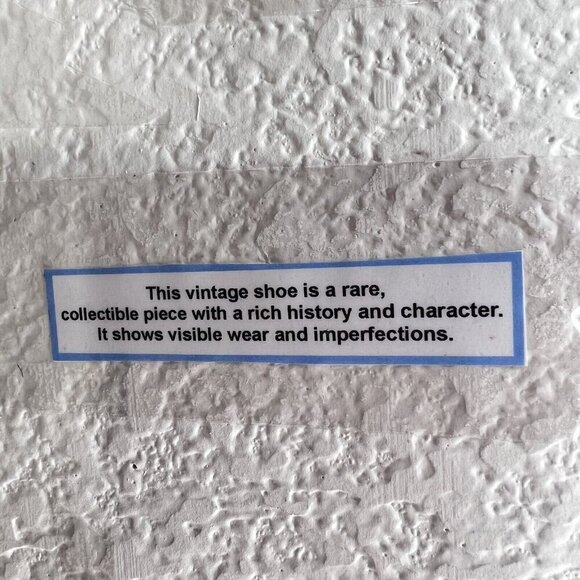 This vintage shoe is a rare,
collectible piece with a rich history and character.
It shows visible wear and imperfections.